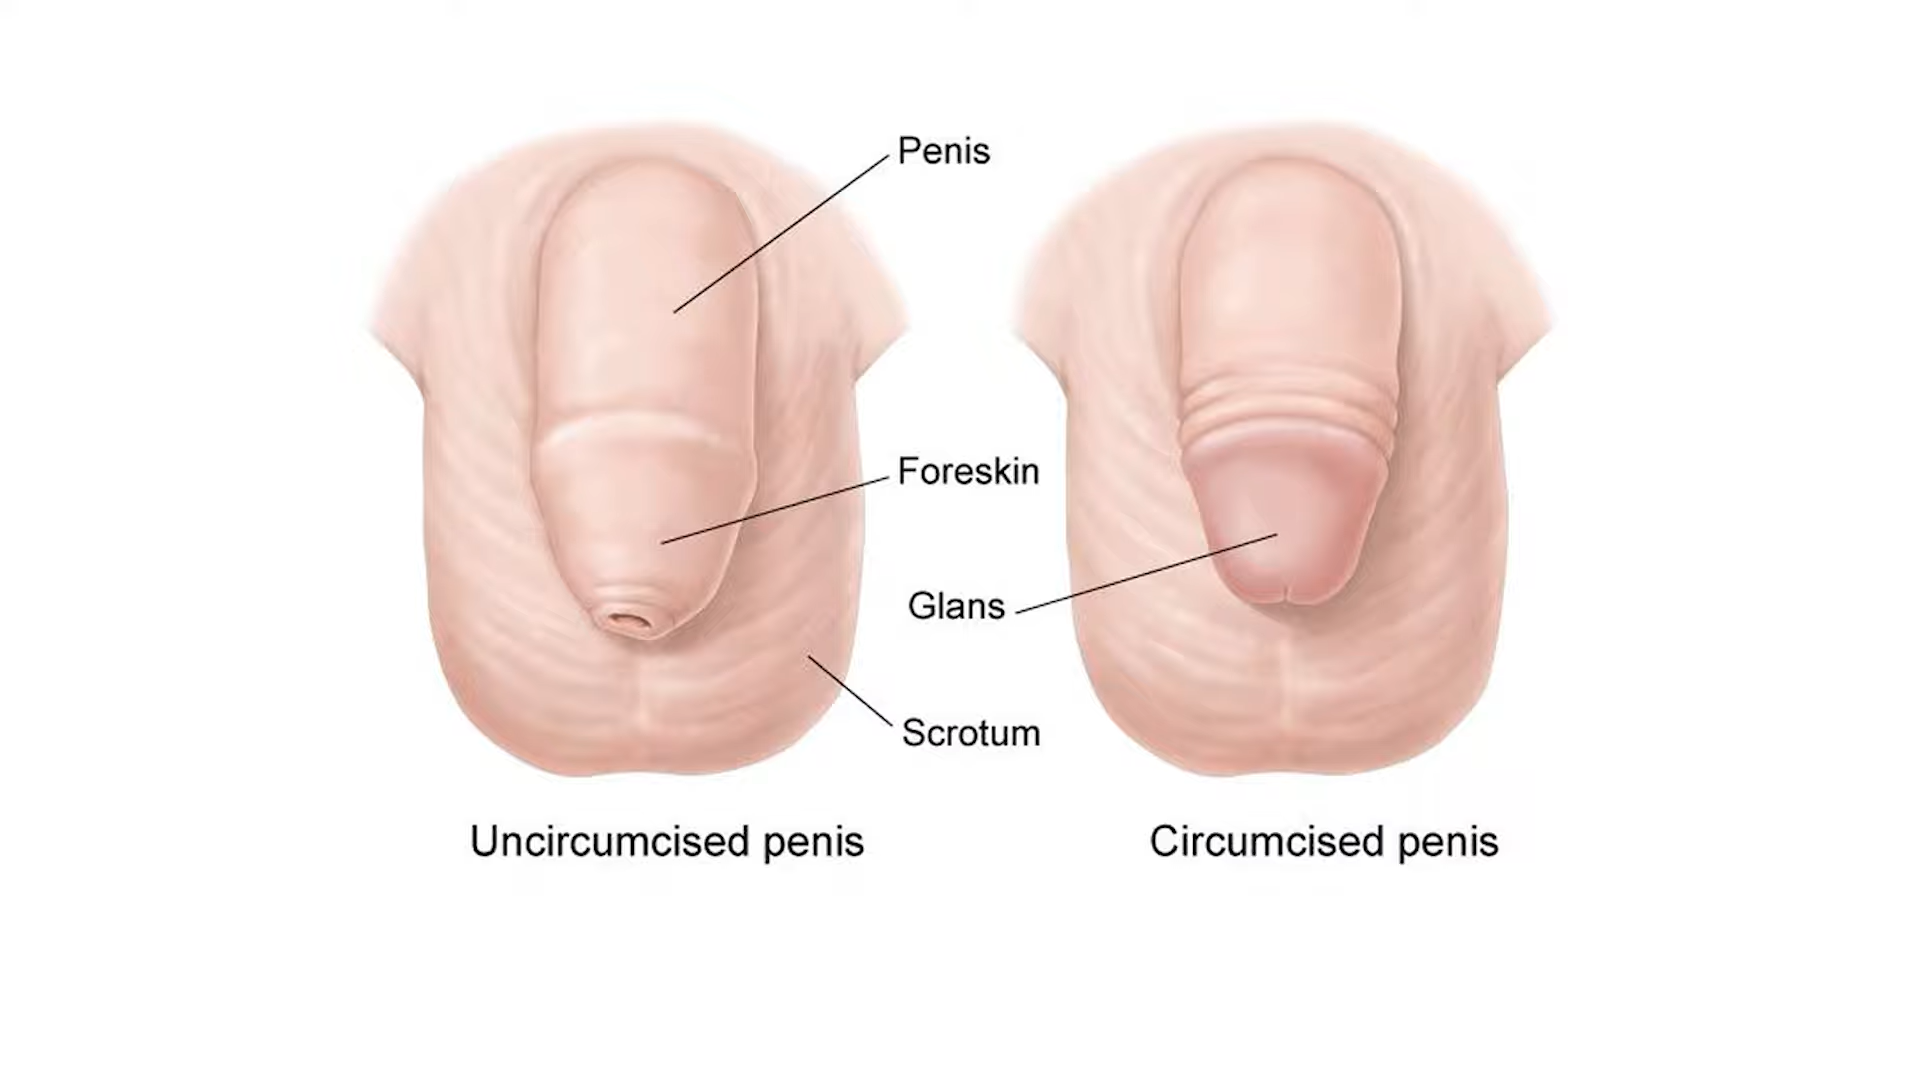 Penis
Foreskin
Glans
Scrotum
Uncircumcised penis
Circumcised penis